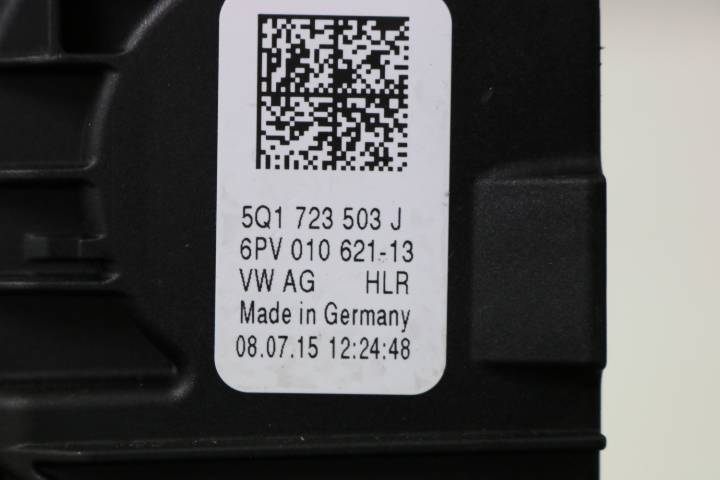 5Q1 723 503 J
6PV 010 621-13
VW AG HLR
Made in Germany
08.07.15 12:24:48